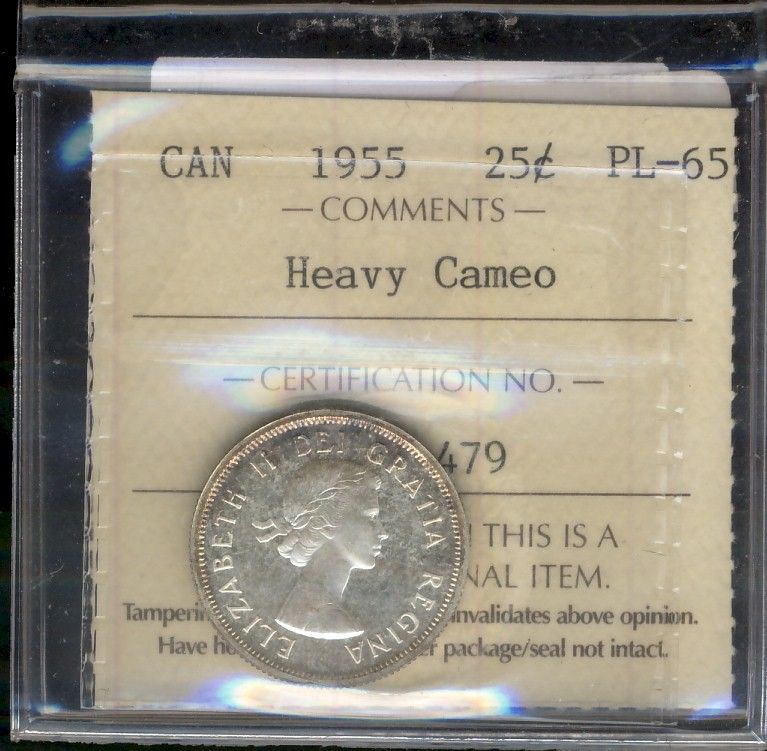 CAN 1955 25¢ PL-65
— COMMENTS —
Heavy Cameo
— CERTIFICATION NO. —
479
ELIZABETH II DEI GRATIA REGINA
THIS IS A
ITEM.
invalidates above opinion.
Have package/seal not intact.